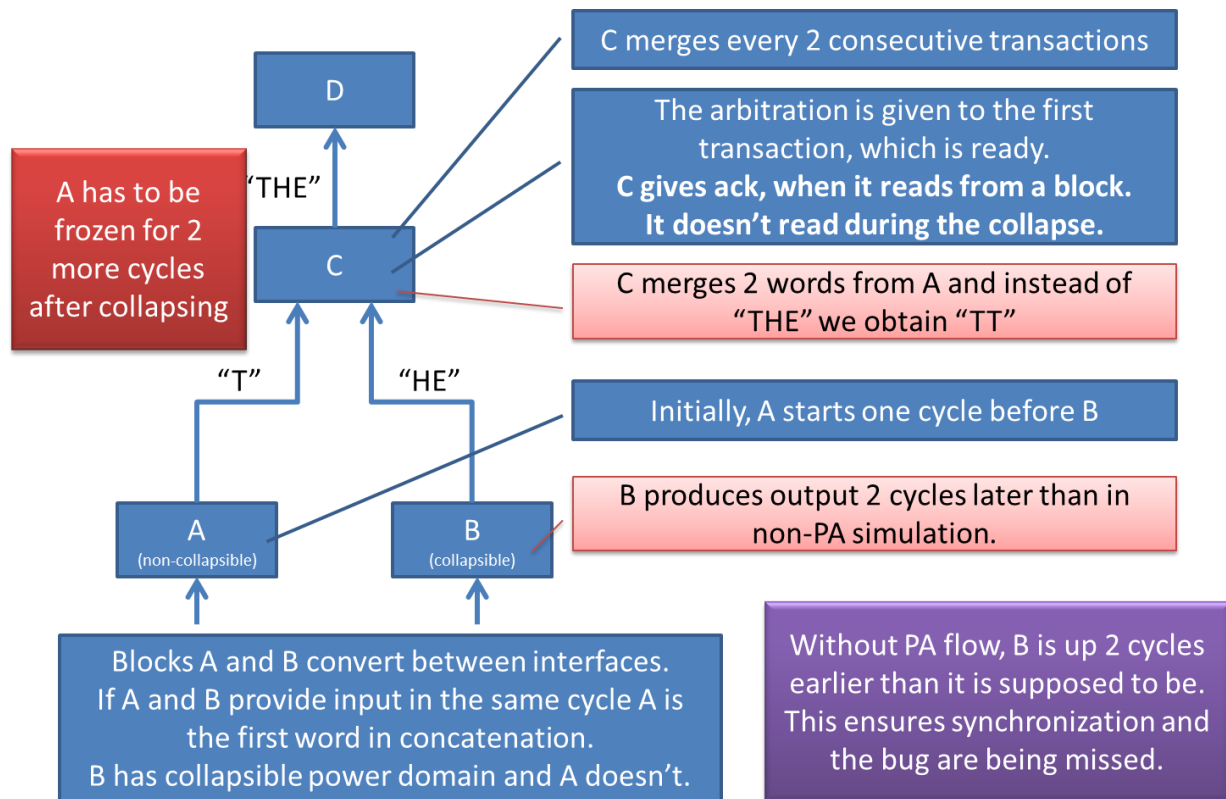 C merges every 2 consecutive transactions
D
The arbitration is given to the first
transaction, which is ready.
C gives ack, when it reads from a block.
It doesn’t read during the collapse.
A has to be
frozen for 2
more cycles
after collapsing
“THE”
C
C merges 2 words from A and instead of
“THE” we obtain “TT”
“T”
“HE”
Initially, A starts one cycle before B
A
(non-collapsible)
B
(collapsible)
B produces output 2 cycles later than in
non-PA simulation.
Blocks A and B convert between interfaces.
If A and B provide input in the same cycle A is
the first word in concatenation.
B has collapsible power domain and A doesn’t.
Without PA flow, B is up 2 cycles
earlier than it is supposed to be.
This ensures synchronization and
the bug are being missed.